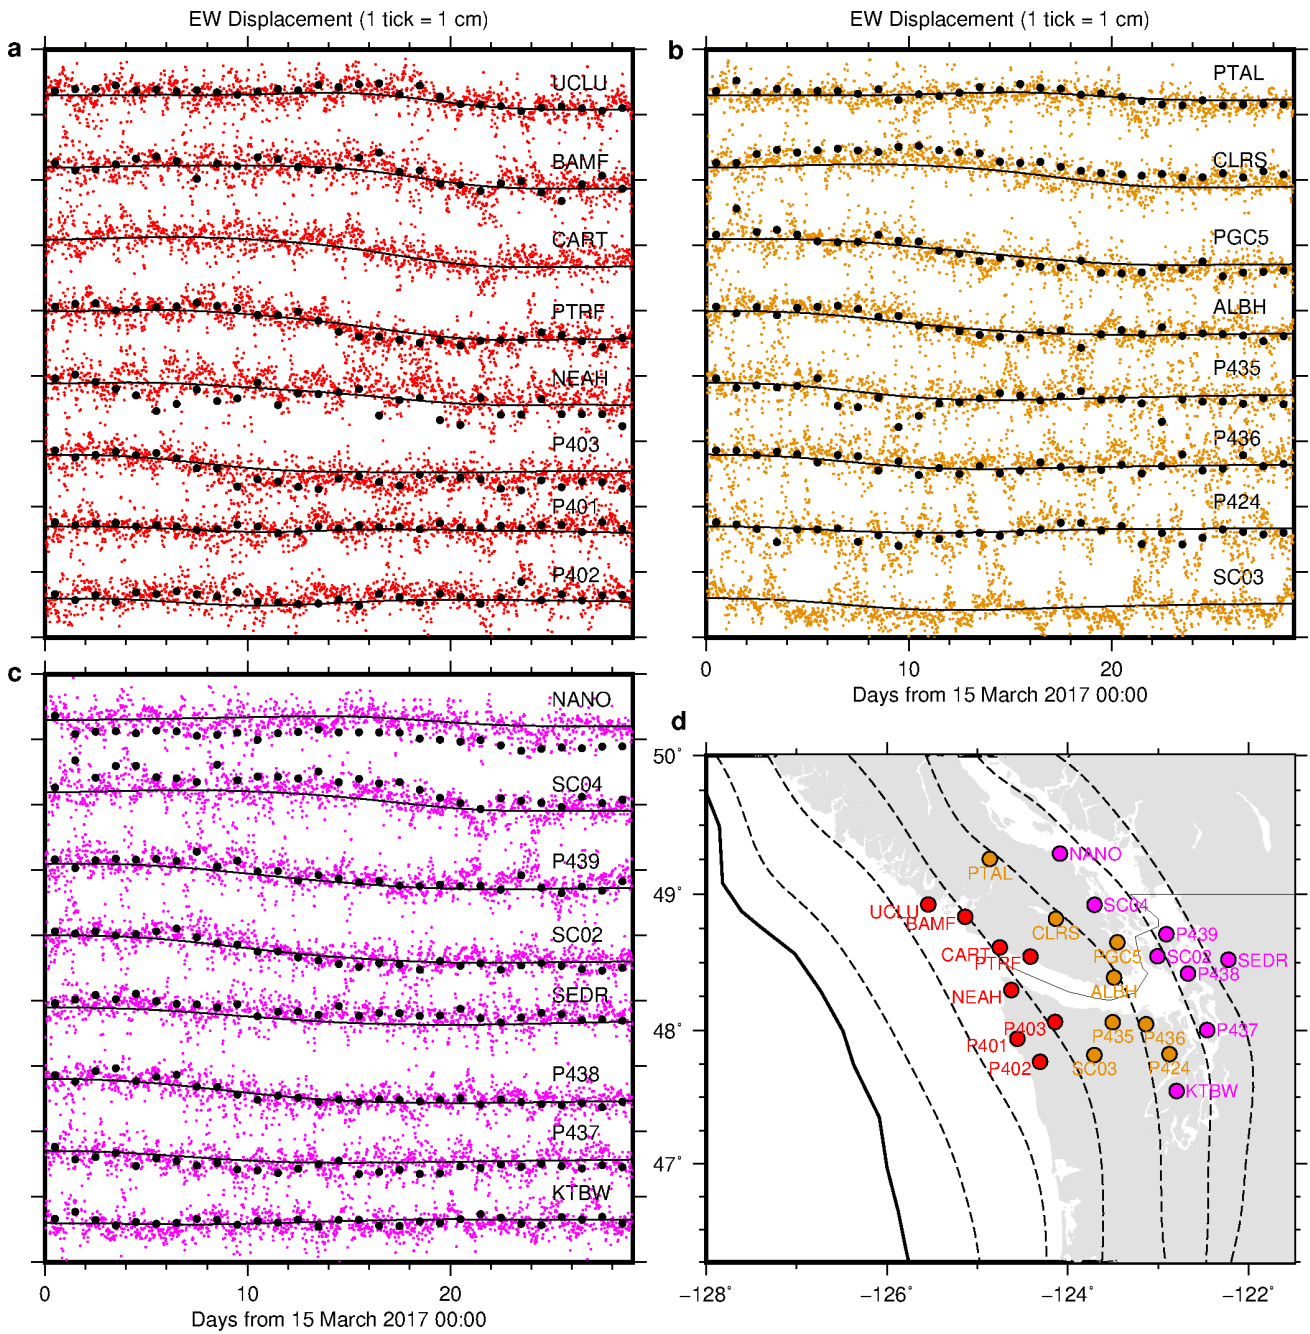 EW Displacement (1 tick = 1 cm)
a
UCLU
BAMF
CART
PTRF
NEAH
P403
P401
P402
EW Displacement (1 tick = 1 cm)
b
PTAL
CLRS
PGC5
ALBH
P435
P436
P424
SC03
0 10 20
Days from 15 March 2017 00:00
c
NANO
SC04
P439
SC02
SEDR
P438
P437
KTBW
0 10 20
Days from 15 March 2017 00:00
d
50°
49°
48°
47°
−128° −126° −124° −122°
NANO
PTAL
UCLU
BAMF
SC04
CLRS
P439
CART
PTRF
PGC5
SC02
SEDR
P438
NEAH
ALBH
P403
P435
P436
P437
P401
P402
SC03
P424
KTBW